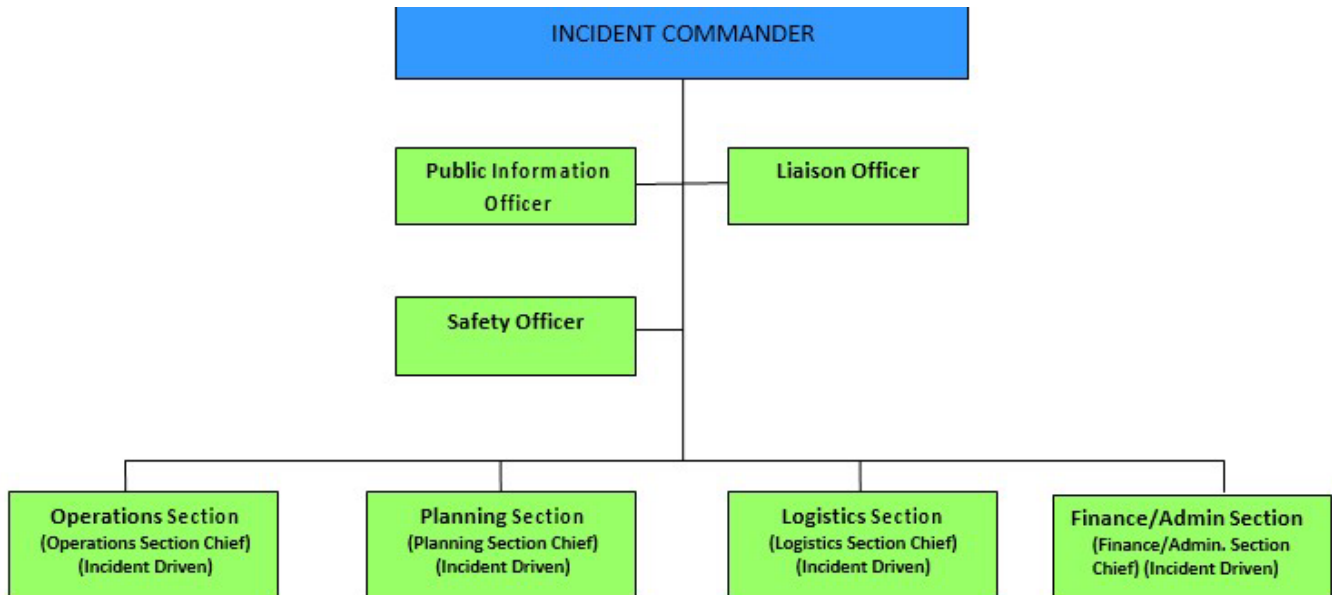 INCIDENT COMMANDER
Public Information
Officer
Liaison Officer
Safety Officer
Operations Section
(Operations Section Chief)
(Incident Driven)
Planning Section
(Planning Section Chief)
(Incident Driven)
Logistics Section
(Logistics Section Chief)
(Incident Driven)
Finance/Admin Section
(Finance/Admin. Section
Chief) (Incident Driven)